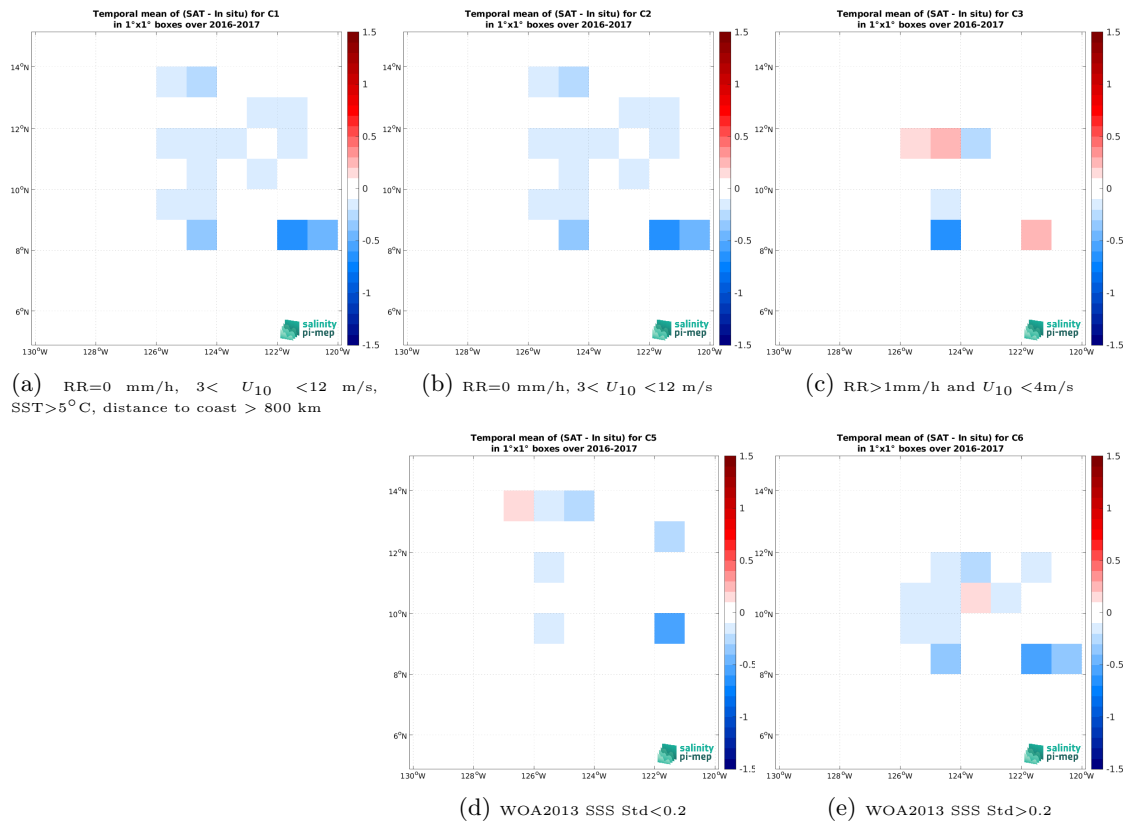 Temporal mean of (SAT - In situ) for C1
in 1°x1° boxes over 2016-2017
14°N
12°N
10°N
8°N
6°N
130°W 128°W 126°W 124°W 122°W 120°W
1.5
1
0.5
0
-0.5
-1
-1.5
salinity
pi-mep
(a) RR=0 mm/h, 3< U10 <12 m/s,
SST>5°C, distance to coast > 800 km
Temporal mean of (SAT - In situ) for C2
in 1°x1° boxes over 2016-2017
14°N
12°N
10°N
8°N
6°N
130°W 128°W 126°W 124°W 122°W 120°W
1.5
1
0.5
0
-0.5
-1
-1.5
salinity
pi-mep
(b) RR=0 mm/h, 3< U10 <12 m/s
Temporal mean of (SAT - In situ) for C3
in 1°x1° boxes over 2016-2017
14°N
12°N
10°N
8°N
6°N
130°W 128°W 126°W 124°W 122°W 120°W
1.5
1
0.5
0
-0.5
-1
-1.5
salinity
pi-mep
(c) RR>1mm/h and U10 <4m/s
Temporal mean of (SAT - In situ) for C5
in 1°x1° boxes over 2016-2017
14°N
12°N
10°N
8°N
6°N
130°W 128°W 126°W 124°W 122°W 120°W
1.5
1
0.5
0
-0.5
-1
-1.5
salinity
pi-mep
(d) WOA2013 SSS Std<0.2
Temporal mean of (SAT - In situ) for C6
in 1°x1° boxes over 2016-2017
14°N
12°N
10°N
8°N
6°N
130°W 128°W 126°W 124°W 122°W 120°W
1.5
1
0.5
0
-0.5
-1
-1.5
salinity
pi-mep
(e) WOA2013 SSS Std>0.2